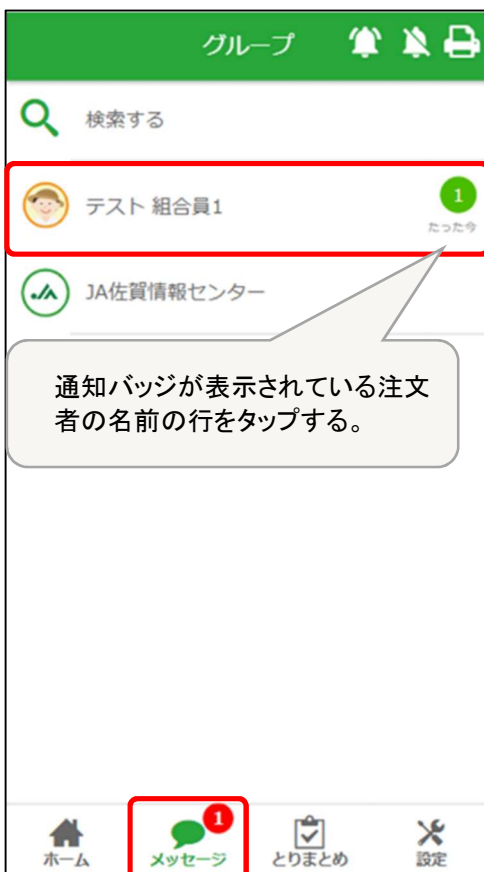 グループ
検索する
テスト 組合員1
1
たった今
JA佐賀情報センター
通知バッジが表示されている注文
者の名前の行をタップする。
1
ホーム
メッセージ
とりまとめ
設定